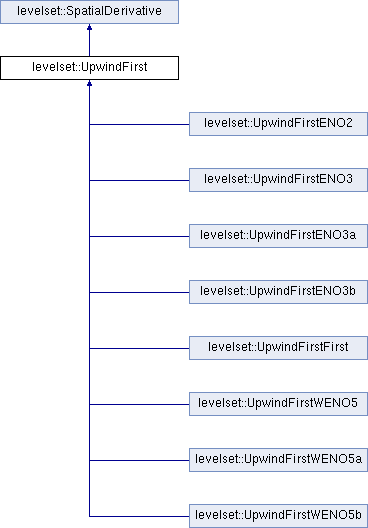 levelset::SpatialDerivative
levelset::UpwindFirst
levelset::UpwindFirstENO2
levelset::UpwindFirstENO3
levelset::UpwindFirstENO3a
levelset::UpwindFirstENO3b
levelset::UpwindFirstFirst
levelset::UpwindFirstWENO5
levelset::UpwindFirstWENO5a
levelset::UpwindFirstWENO5b